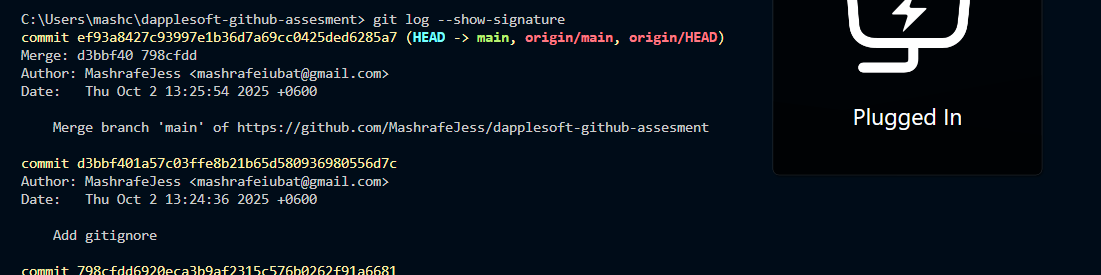 C:\Users\mashc\dapplesoft-github-assesment> git log --show-signature
commit ef93a8427c93997e1b36d7a69cc0425ded6285a7 (HEAD -> main, origin/main, origin/HEAD)
Merge: d3bbf40 798cfdd
Author: MashrafeJess <mashrafeiubat@gmail.com>
Date:   Thu Oct 2 13:25:54 2025 +0600
Merge branch 'main' of https://github.com/MashrafeJess/dapplesoft-github-assesment
Plugged In
commit d3bbf401a57c03ffe8b21b65d580936980556d7c
Author: MashrafeJess <mashrafeiubat@gmail.com>
Date:   Thu Oct 2 13:24:36 2025 +0600
Add gitignore
commit 798cfdd6920eca3b9af2315c576b0262f91a6681